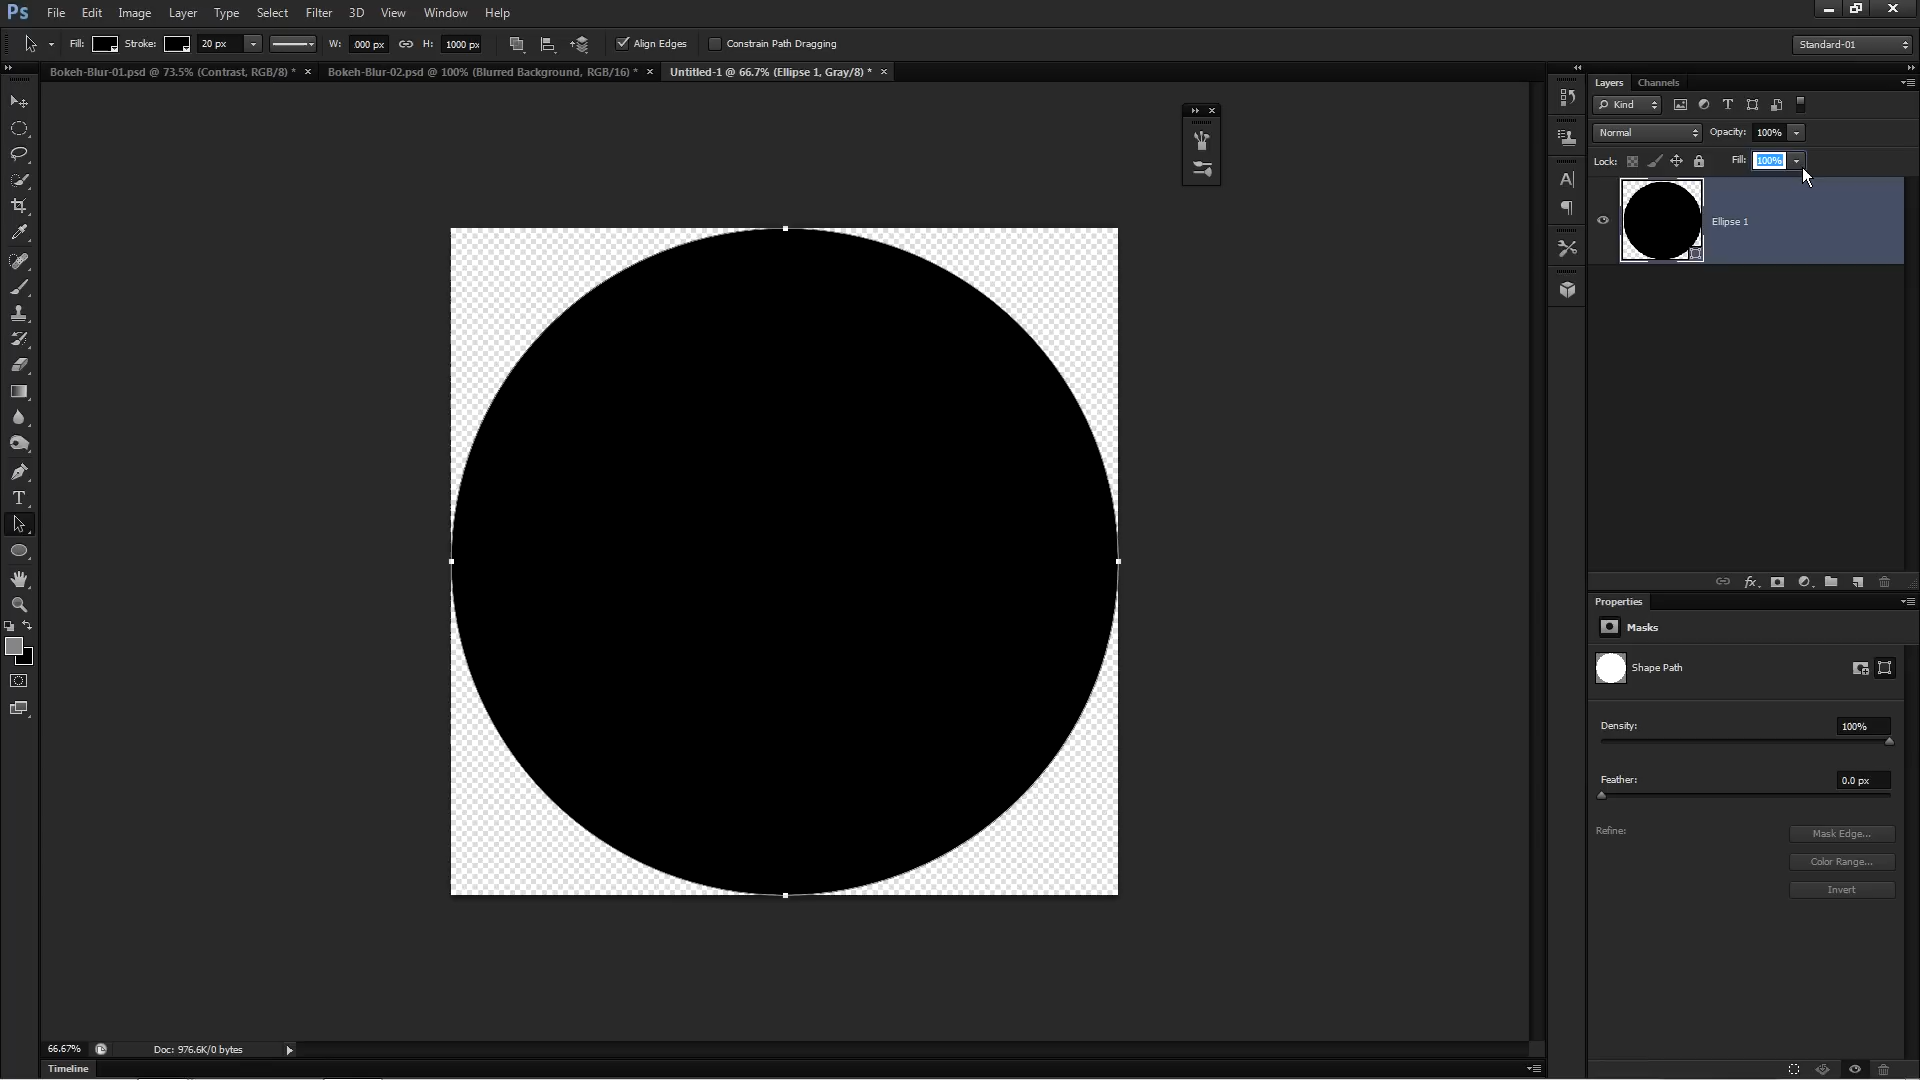 Ps File Edit Image Layer Type Select Filter 3D View Window Help
Fill: Stroke: 20 px W: 000 px H: 1000 px Align Edges Constrain Path Dragging Standard-01
Bokeh-Blur-01.psd @ 73.5% (Contrast, RGB/8) * × Bokeh-Blur-02.psd @ 100% (Blurred Background, RGB/16) * × Untitled-1 @ 66.7% (Ellipse 1, Gray/8) * ×
Layers Channels
Kind
Normal Opacity: 100%
Lock: Fill: 100%
Ellipse 1
Properties
Masks
Shape Path
Density: 100%
Feather: 0.0 px
Refine: Mask Edge...
Color Range...
Invert
66.67% Doc: 976.6K/0 bytes
Timeline